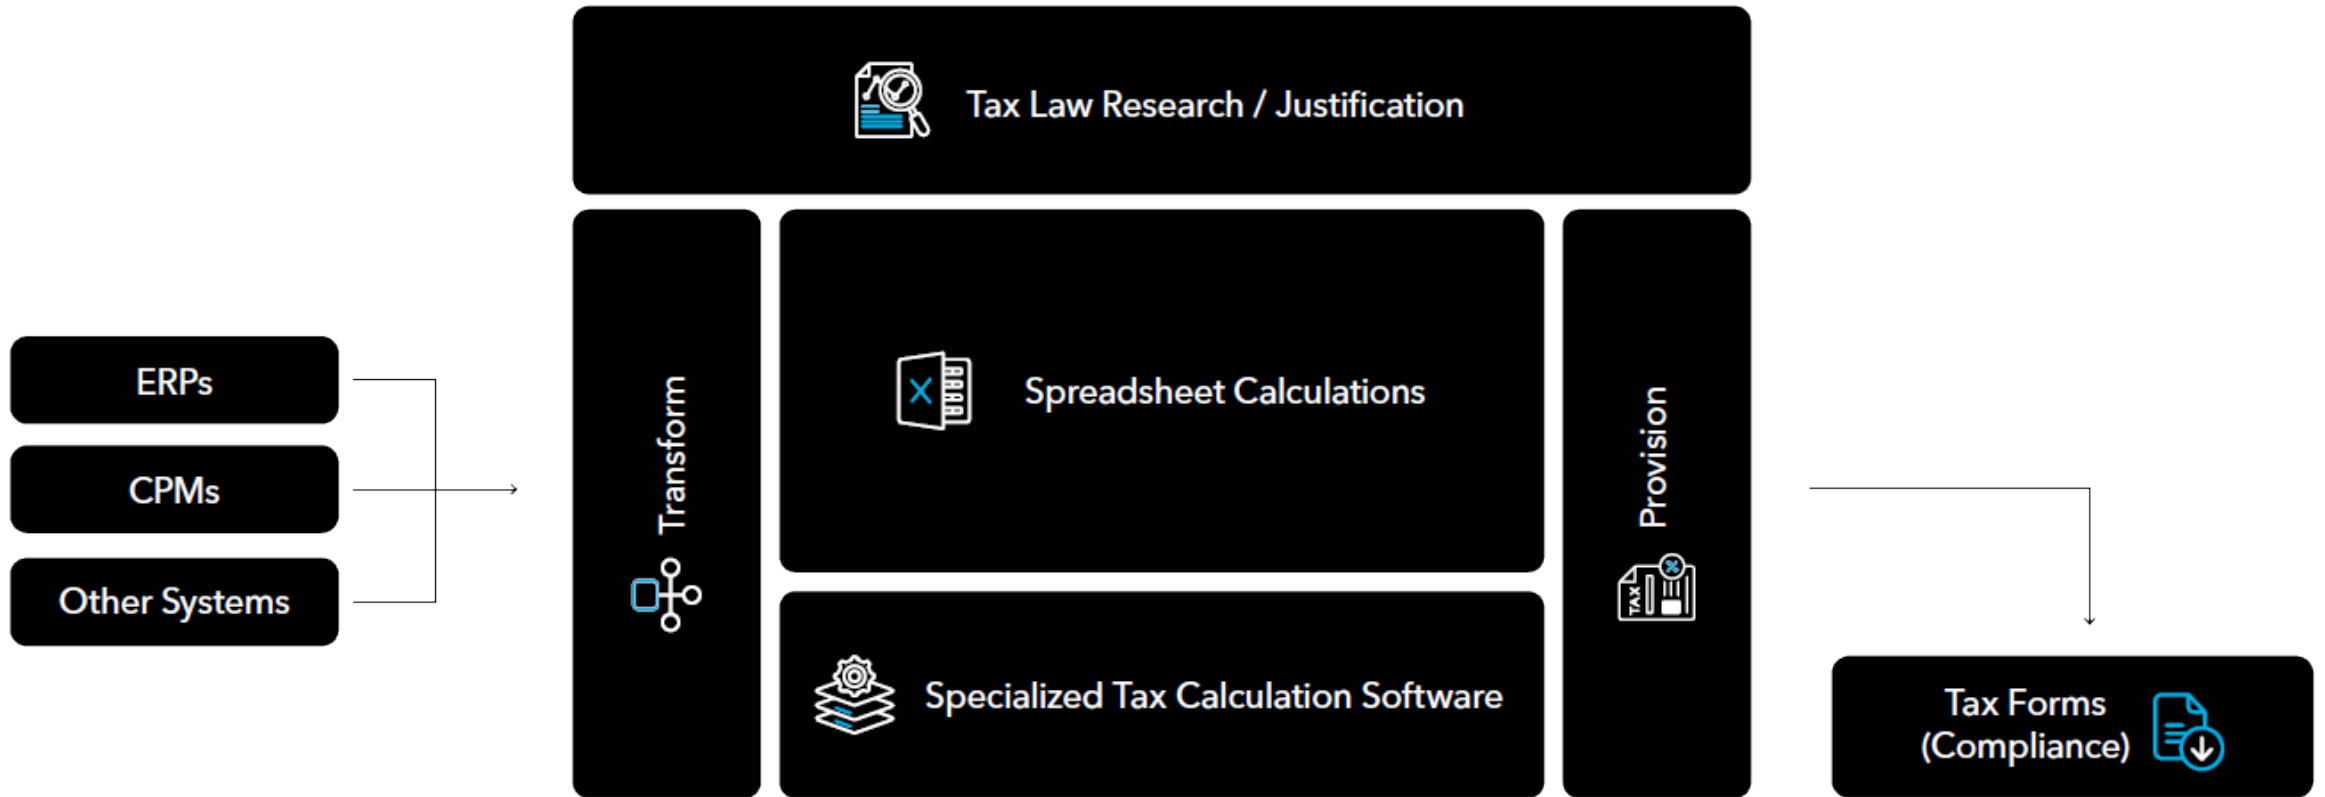 Tax Law Research / Justification
ERPs
CPMs
Other Systems
Transform
Spreadsheet Calculations
Specialized Tax Calculation Software
Provision
TAX
%
X
Tax Forms
(Compliance)